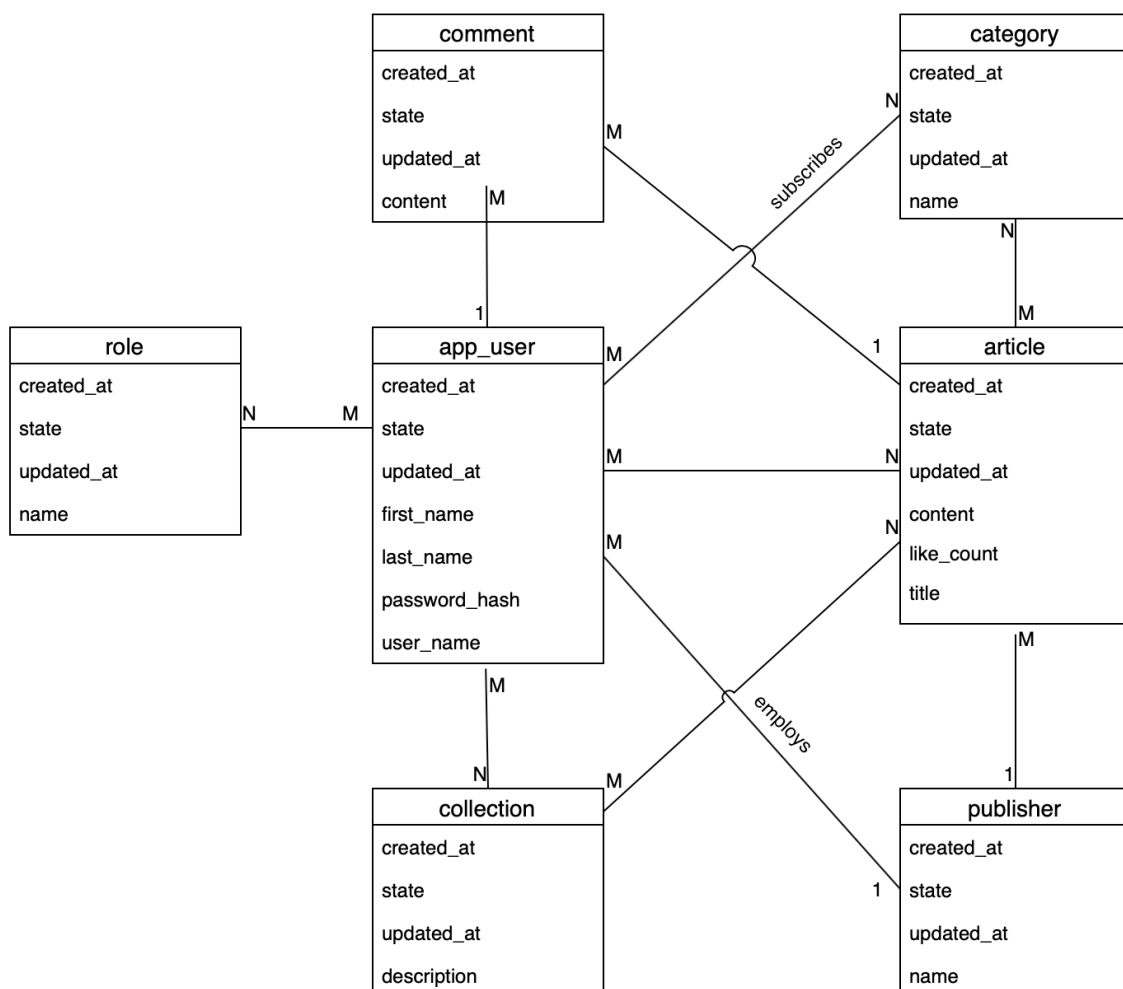 comment
created_at
state
updated_at
content
M
M
1
category
created_at
state
updated_at
name
N
N
M
subscribes
role
created_at
state
updated_at
name
N
M
app_user
created_at
state
updated_at
first_name
last_name
password_hash
user_name
M
M
M
M
article
created_at
state
updated_at
content
like_count
title
1
N
N
M
employs
N
M
collection
created_at
state
updated_at
description
1
1
publisher
created_at
state
updated_at
name